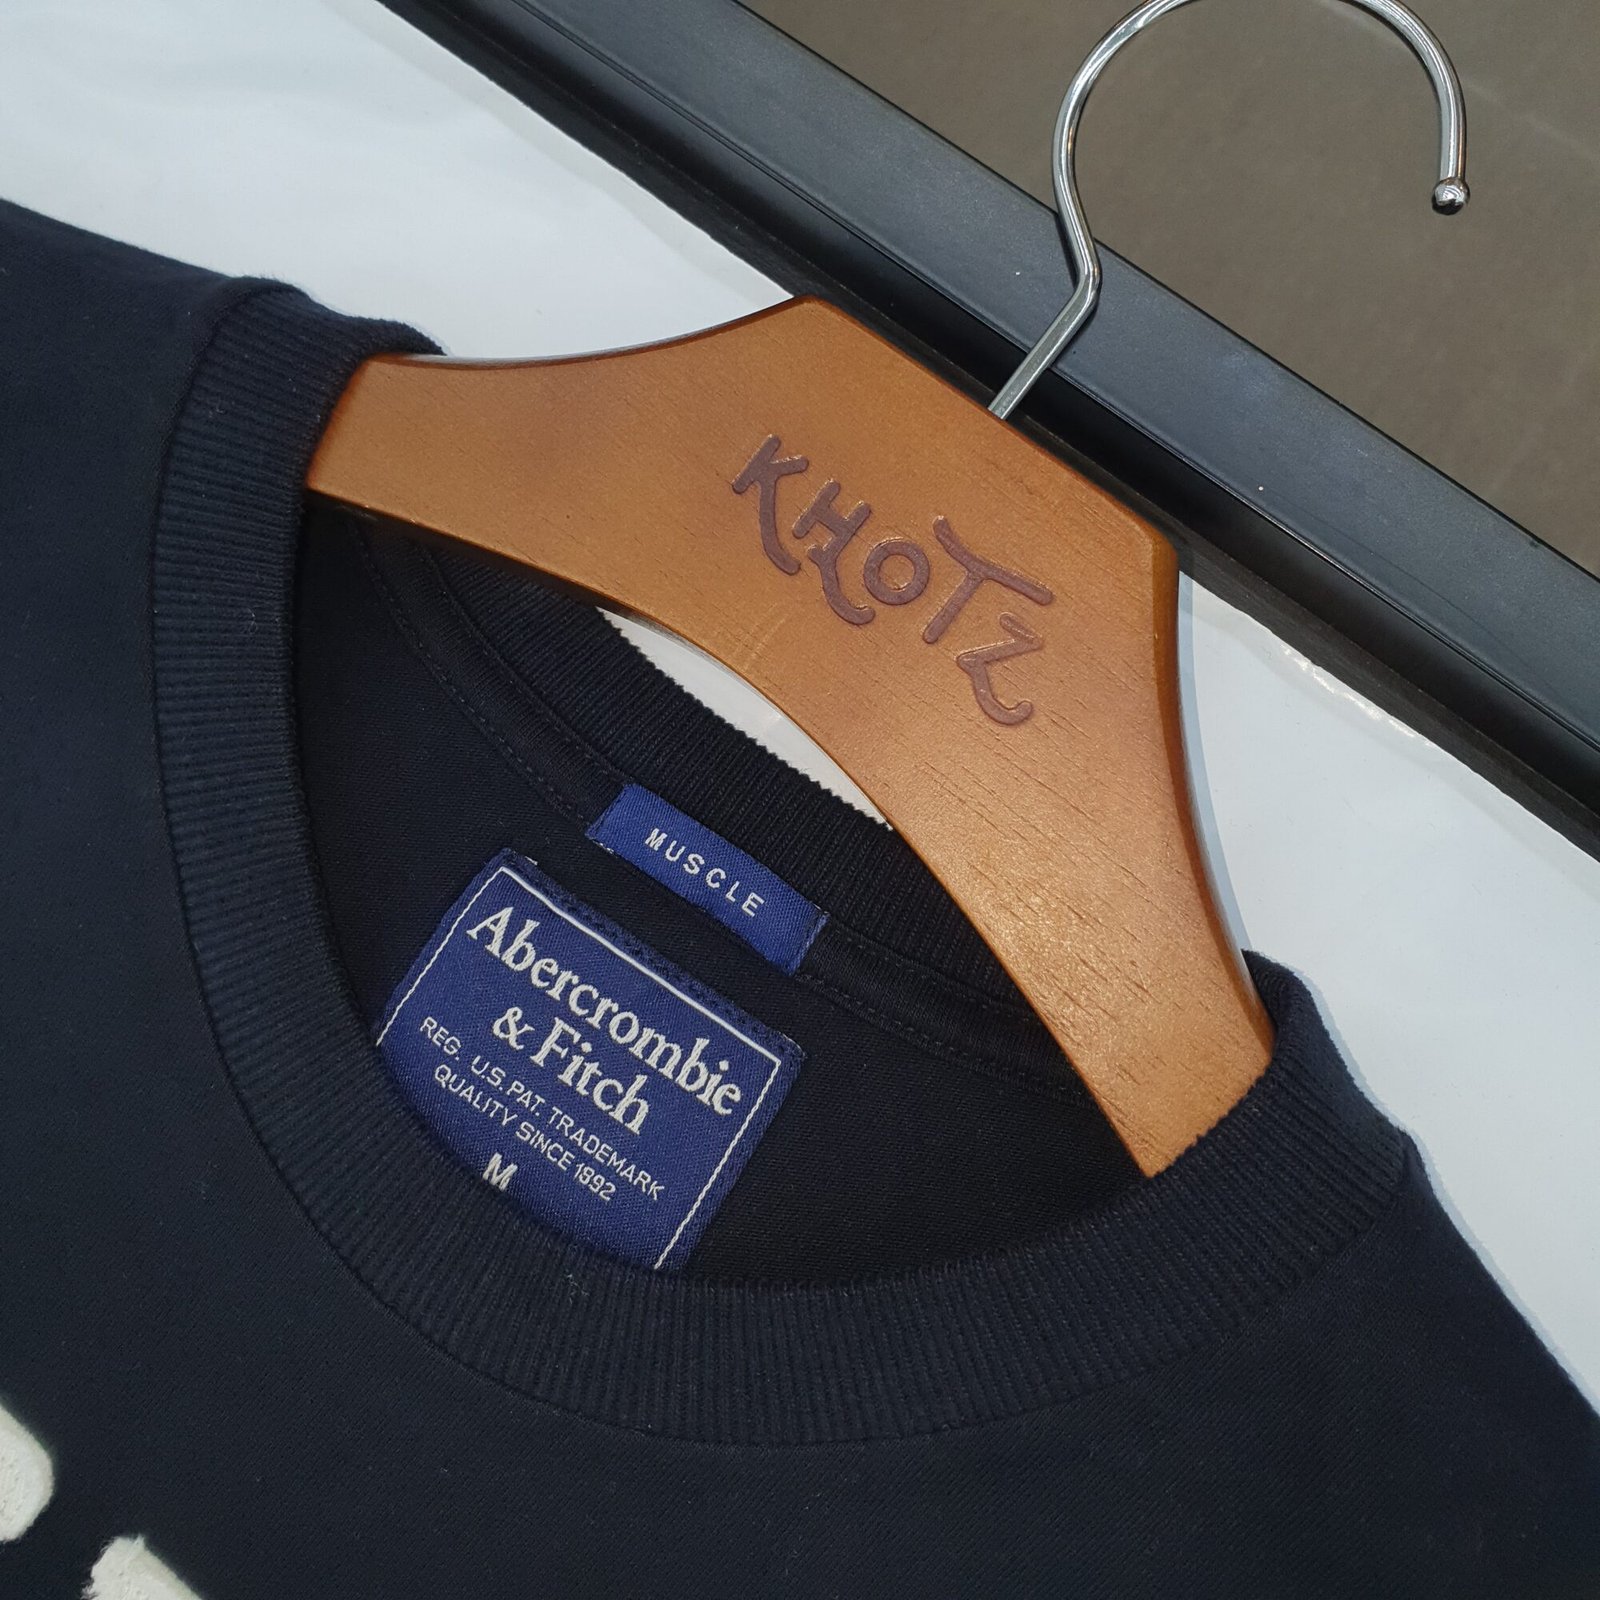 KHOTZ
MUSCLE
Abercrombie
& Fitch
REG. U.S. PAT. TRADEMARK
QUALITY SINCE 1892
M